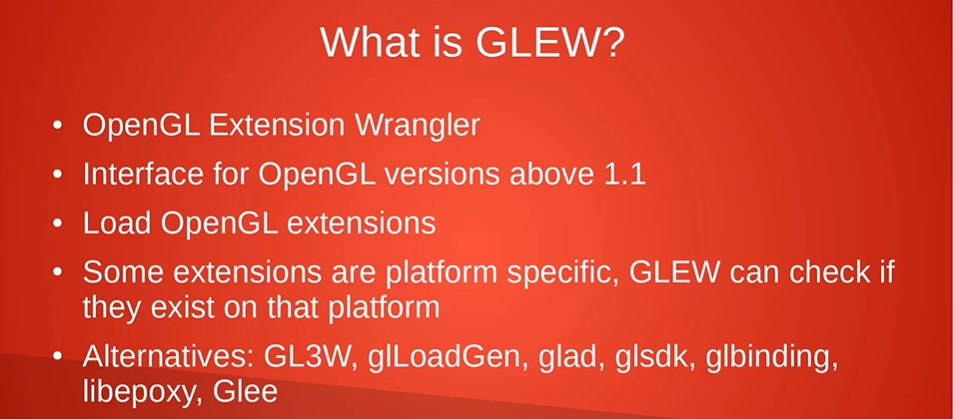 What is GLEW?
• OpenGL Extension Wrangler
• Interface for OpenGL versions above 1.1
• Load OpenGL extensions
• Some extensions are platform specific, GLEW can check if
they exist on that platform
• Alternatives: GL3W, glLoadGen, glad, glsdk, glbinding,
libepoxy, Glee